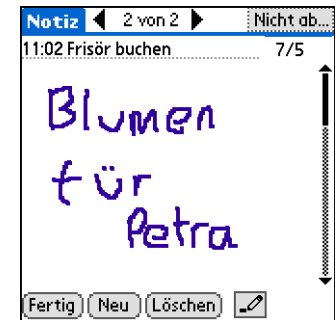 Notiz 2 von 2 Nicht ab...
11:02 Frisör buchen 7/5
Blumen
für
Petra
Fertig Neu Löschen